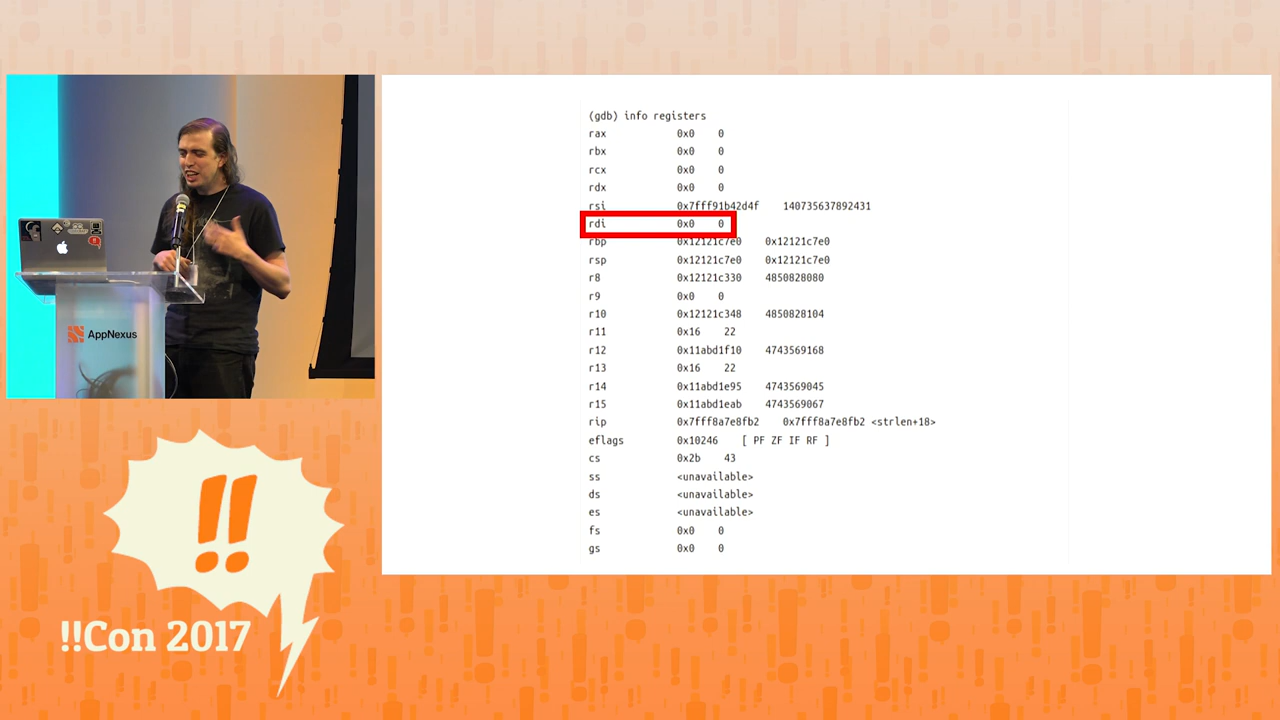 (gdb) info registers
rax 0x0 0
rbx 0x0 0
rcx 0x0 0
rdx 0x0 0
rsi 0x7fff91b42d4f 140735637892431
rdi 0x0 0
rbp 0x12121c7e0 0x12121c7e0
rsp 0x12121c7e0 0x12121c7e0
r8 0x12121c330 4850828080
r9 0x0 0
r10 0x12121c348 4850828104
r11 0x16 22
r12 0x11abd1f10 4743569168
r13 0x16 22
r14 0x11abd1e95 4743569045
r15 0x11abd1eab 4743569067
rip 0x7fff8a7e8fb2 0x7fff8a7e8fb2 <strlen+18>
eflags 0x10246 [ PF ZF IF RF ]
cs 0x2b 43
ss <unavailable>
ds <unavailable>
es <unavailable>
fs 0x0 0
gs 0x0 0
AppNexus
!!
!!Con 2017